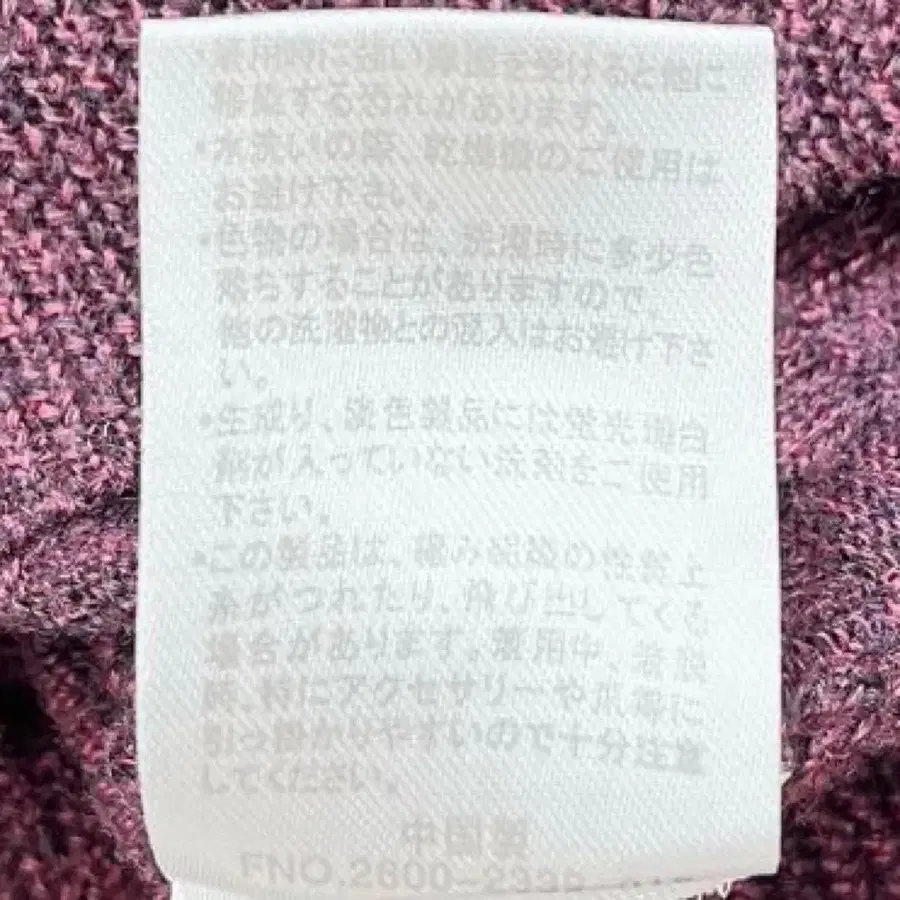 着用時に強い摩擦を受けると他に
移染する恐れがあります。
•水洗いの際、乾燥機のご使用は
お避け下さい。
•色物の場合は、洗濯時に多少色
落ちすることがありますので、
他の洗濯物との混入はお避け下さ
い。
•生成り、淡色製品には蛍光増白
剤が入っていない洗剤をご使用
下さい。
•この製品は、編み組織の性質上
糸がつれたり、飛び出してくる
場合があります。着用中、着脱
時、特にアクセサリーや爪等に
引っ掛かりやすいので十分注意
してください。
中国製
FNO.2600-